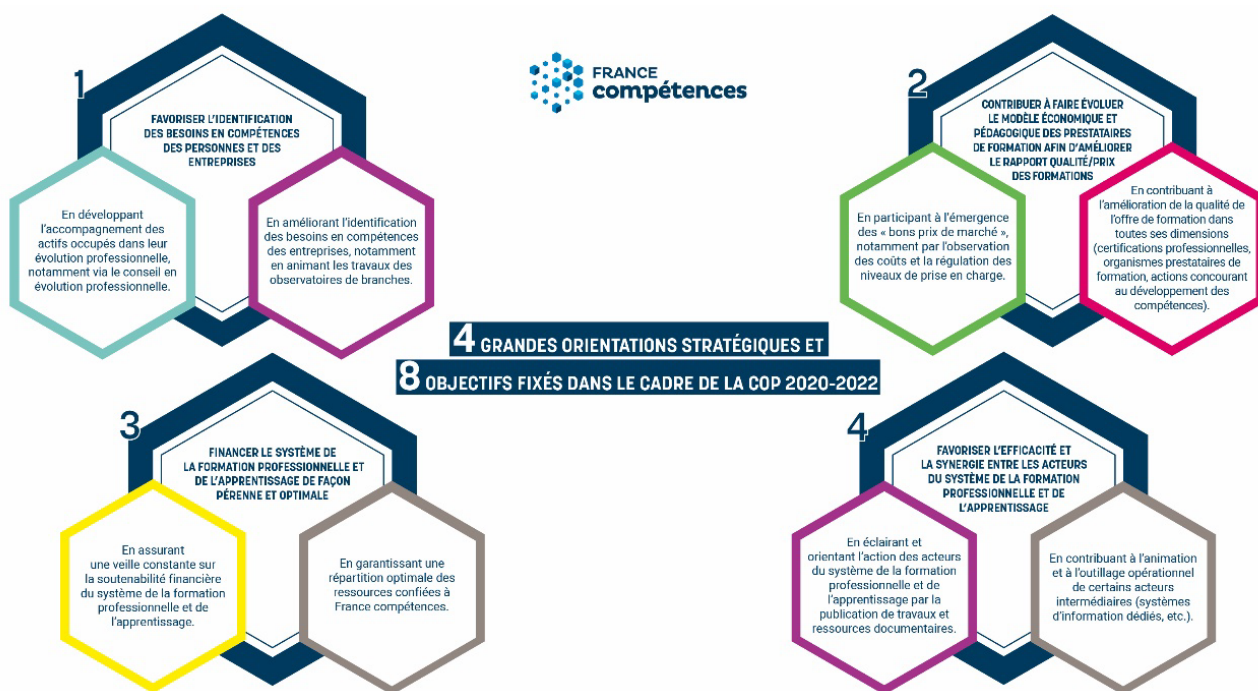 FRANCE
compétences
1
FAVORISER L'IDENTIFICATION
DES BESOINS EN COMPÉTENCES
DES PERSONNES ET DES
ENTREPRISES
En développant
l'accompagnement des
actifs occupés dans leur
évolution professionnelle,
notamment via le conseil en
évolution professionnelle.
En améliorant l'identification
des besoins en compétences
des entreprises, notamment
en animant les travaux des
observatoires de branches.
2
CONTRIBUER À FAIRE ÉVOLUER
LE MODÈLE ÉCONOMIQUE ET
PÉDAGOGIQUE DES PRESTATAIRES
DE FORMATION AFIN D'AMÉLIORER
LE RAPPORT QUALITÉ/PRIX
DES FORMATIONS
En participant à l'émergence
des « bons prix de marché »,
notamment par l'observation
des coûts et la régulation des
niveaux de prise en charge.
En contribuant à
l'amélioration de la qualité de
l'offre de formation dans
toutes ses dimensions
(certifications professionnelles,
organismes prestataires de
formation, actions concourant
au développement des
compétences).
4 GRANDES ORIENTATIONS STRATÉGIQUES ET
8 OBJECTIFS FIXÉS DANS LE CADRE DE LA COP 2020-2022
3
FINANCER LE SYSTÈME DE
LA FORMATION PROFESSIONNELLE ET
DE L'APPRENTISSAGE DE FAÇON
PÉRENNE ET OPTIMALE
En assurant
une veille constante sur
la soutenabilité financière
du système de la formation
professionnelle et de
l'apprentissage.
En garantissant une
répartition optimale des
ressources confiées à
France compétences.
4
FAVORISER L'EFFICACITÉ ET
LA SYNERGIE ENTRE LES ACTEURS
DU SYSTÈME DE LA FORMATION
PROFESSIONNELLE ET DE
L'APPRENTISSAGE
En éclairant et
orientant l'action des acteurs
du système de la formation
professionnelle et de
l'apprentissage par la
publication de travaux et
ressources documentaires.
En contribuant à l'animation
et à l'outillage opérationnel
de certains acteurs
intermédiaires (systèmes
d'information dédiés, etc.).